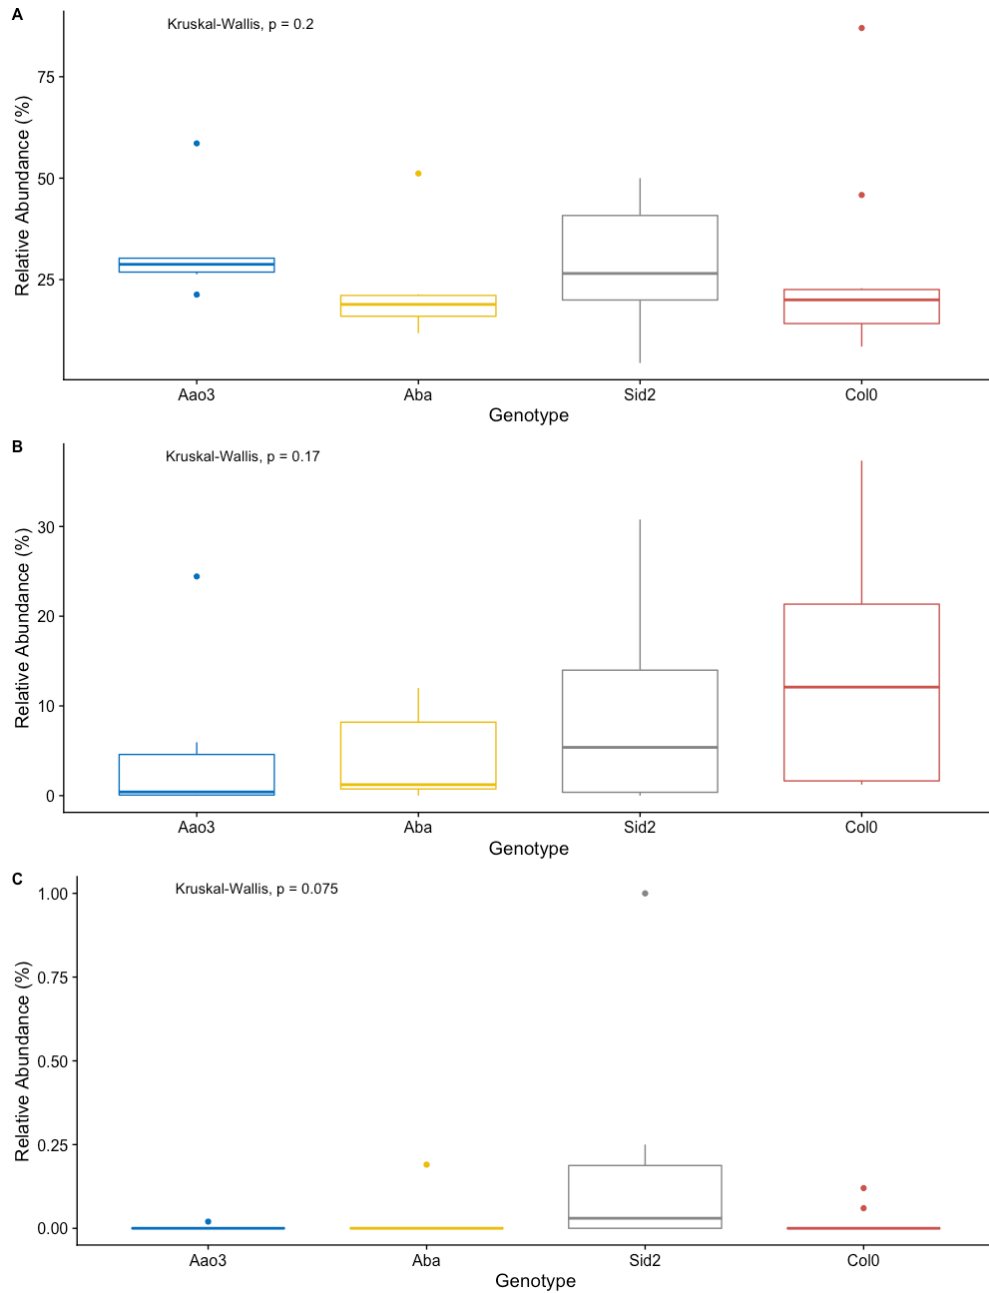 A
Kruskal-Wallis, p = 0.2
Relative Abundance (%)
75
50
25
Aao3 Aba Sid2 Col0
Genotype
B
Kruskal-Wallis, p = 0.17
Relative Abundance (%)
30
20
10
0
Aao3 Aba Sid2 Col0
Genotype
C
Kruskal-Wallis, p = 0.075
Relative Abundance (%)
1.00
0.75
0.50
0.25
0.00
Aao3 Aba Sid2 Col0
Genotype